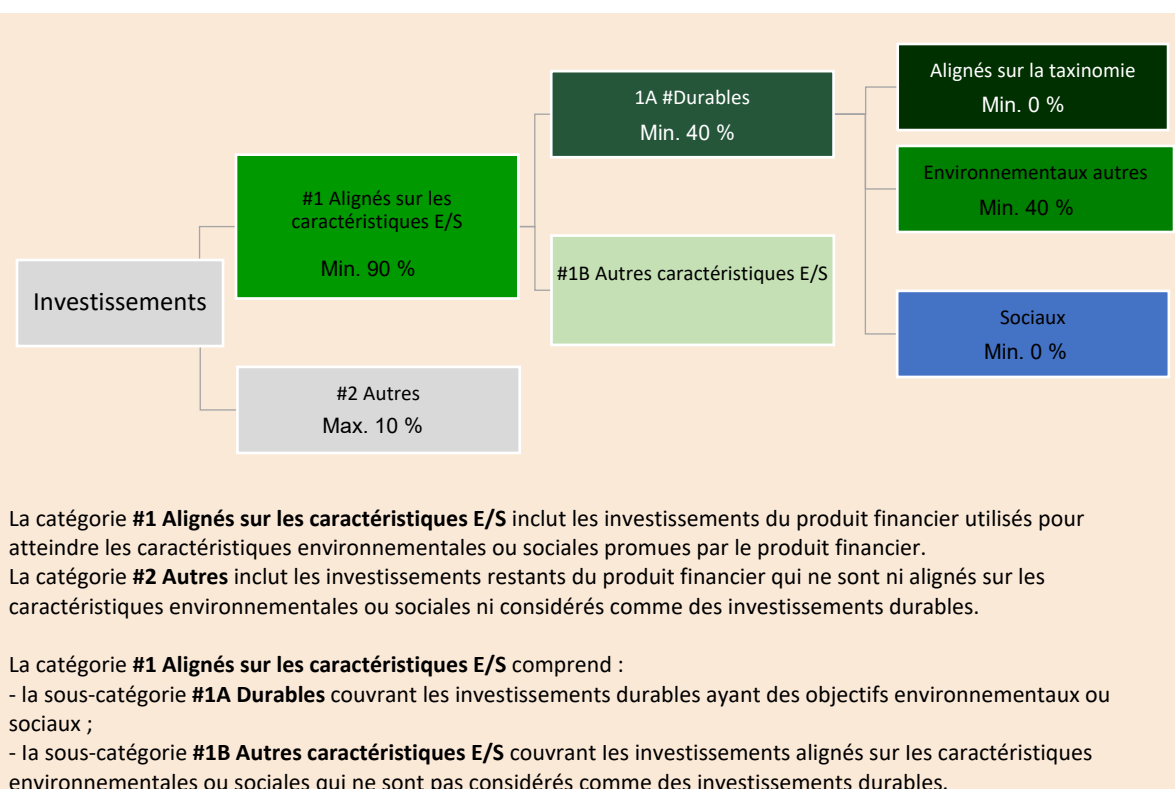 Investissements
#1 Alignés sur les
caractéristiques E/S
Min. 90 %
#2 Autres
Max. 10 %
1A #Durables
Min. 40 %
#1B Autres caractéristiques E/S
Alignés sur la taxinomie
Min. 0 %
Environnementaux autres
Min. 40 %
Sociaux
Min. 0 %
La catégorie #1 Alignés sur les caractéristiques E/S inclut les investissements du produit financier utilisés pour
atteindre les caractéristiques environnementales ou sociales promues par le produit financier.
La catégorie #2 Autres inclut les investissements restants du produit financier qui ne sont ni alignés sur les
caractéristiques environnementales ou sociales ni considérés comme des investissements durables.
La catégorie #1 Alignés sur les caractéristiques E/S comprend :
- la sous-catégorie #1A Durables couvrant les investissements durables ayant des objectifs environnementaux ou
sociaux ;
- la sous-catégorie #1B Autres caractéristiques E/S couvrant les investissements alignés sur les caractéristiques
environnementales ou sociales qui ne sont pas considérés comme des investissements durables.